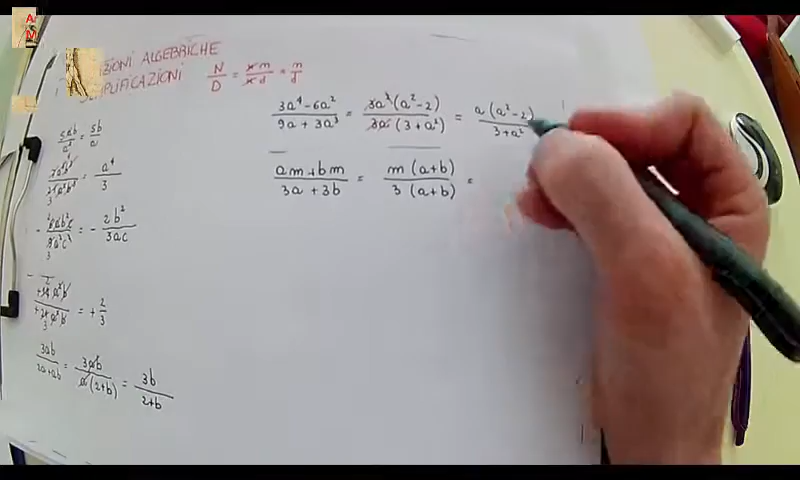 A
M
ZIONI ALGEBRICHE
SEMPLIFICAZIONI N/D = xm/xd = m/d
3a⁴-6a²/9a+3a³ = 3a²(a²-2)/3a(3+a²) = a(a²-2)/3+a²
am+bm/3a+3b = m(a+b)/3(a+b) =
5ab/a² = 5b/a
= a⁴/3
= - 2b²/3ac
= + 2/3
3ab/2a+ab = 3ab/a(2+b) = 3b/2+b